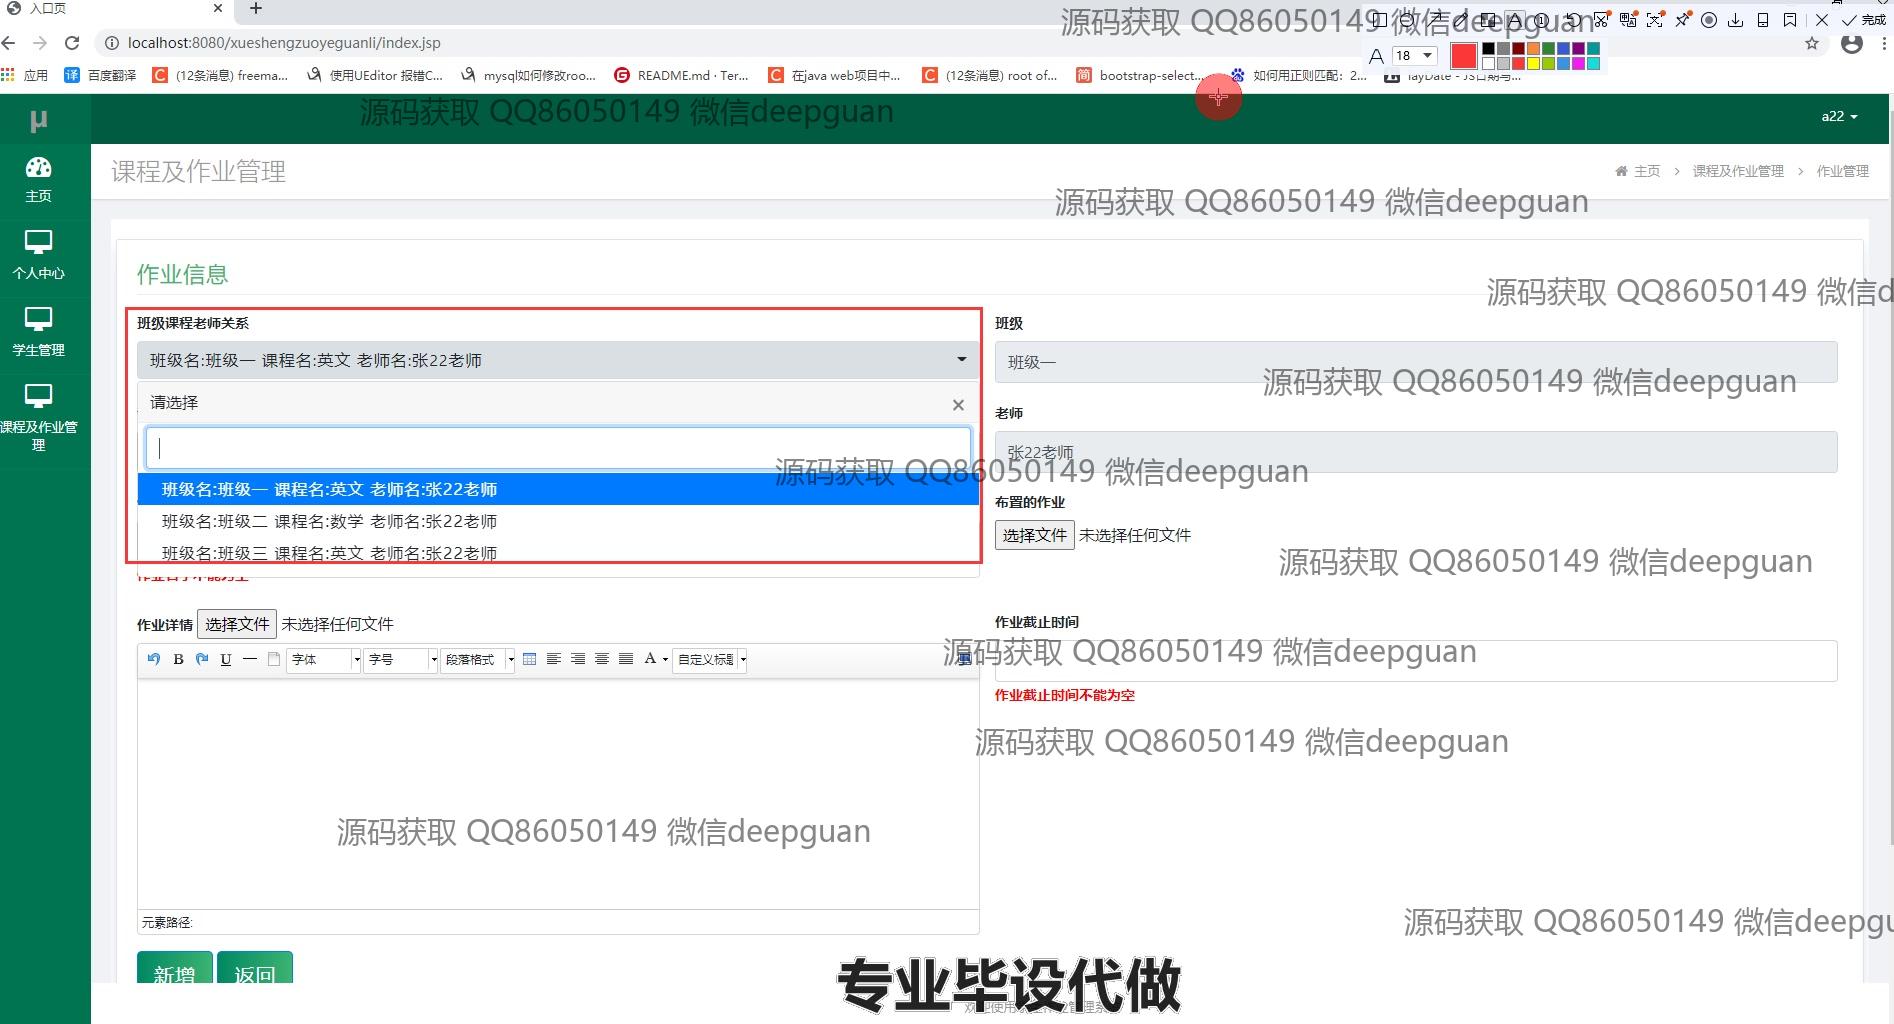 入口页
源码获取 QQ86050149 微信deepguan
完成
localhost:8080/xueshengzuoyeguanli/index.jsp
A 18
应用 百度翻译 (12条消息) freema... 使用UEditor 报错C... mysql如何修改roo... README.md · Ter... 在java web项目中... (12条消息) root of... bootstrap-select... 如何用正则匹配：2... layDate - JS日期与...
源码获取 QQ86050149 微信deepguan
μ
a22
主页
课程及作业管理
主页 > 课程及作业管理 > 作业管理
源码获取 QQ86050149 微信deepguan
个人中心
作业信息
源码获取 QQ86050149 微信d
班级课程老师关系
班级
学生管理
班级名:班级一 课程名:英文 老师名:张22老师
班级一
源码获取 QQ86050149 微信deepguan
请选择
×
老师
课程及作业管
理
张22老师
源码获取 QQ86050149 微信deepguan
班级名:班级一 课程名:英文 老师名:张22老师
布置的作业
班级名:班级二 课程名:数学 老师名:张22老师
选择文件 未选择任何文件
班级名:班级三 课程名:英文 老师名:张22老师
源码获取 QQ86050149 微信deepguan
作业详情 选择文件 未选择任何文件
作业截止时间
B U 字体 字号 段落格式 A 自定义标题
源码获取 QQ86050149 微信deepguan
作业截止时间不能为空
源码获取 QQ86050149 微信deepguan
源码获取 QQ86050149 微信deepguan
元素路径:
源码获取 QQ86050149 微信deepgu
新增 返回
专业毕设代做